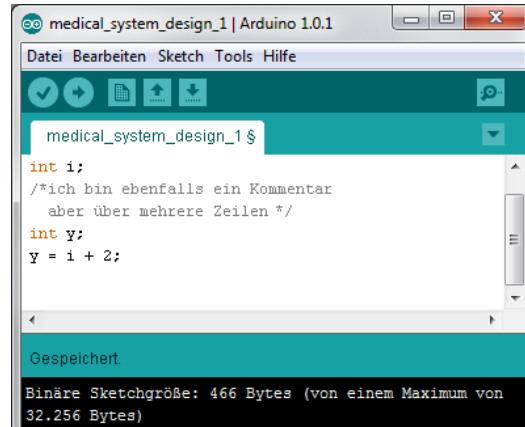 medical_system_design_1 | Arduino 1.0.1
Datei Bearbeiten Sketch Tools Hilfe
medical_system_design_1 §
int i;
/*ich bin ebenfalls ein Kommentar
aber über mehrere Zeilen */
int y;
y = i + 2;
Gespeichert.
Binäre Sketchgröße: 466 Bytes (von einem Maximum von
32.256 Bytes)